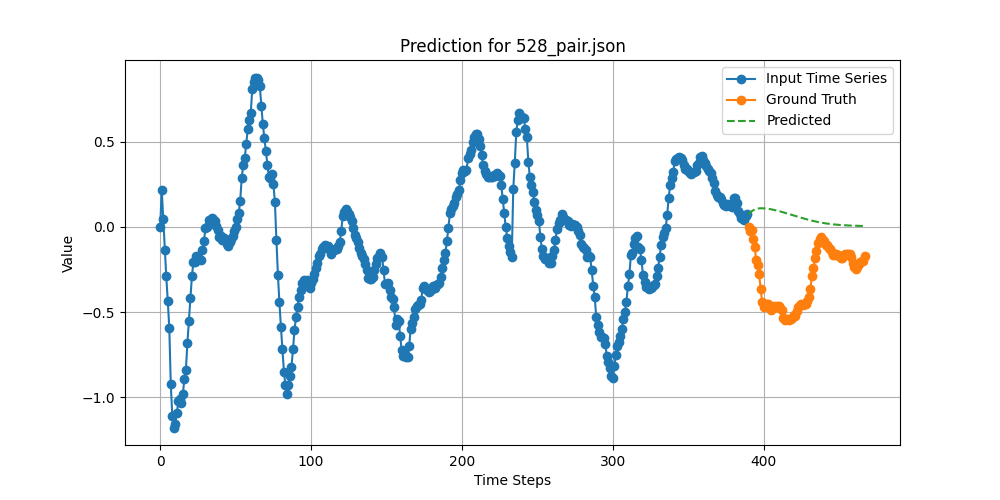 Prediction for 528_pair.json
Input Time Series
Ground Truth
Predicted
Value
0.5
0.0
−0.5
−1.0
0 100 200 300 400
Time Steps